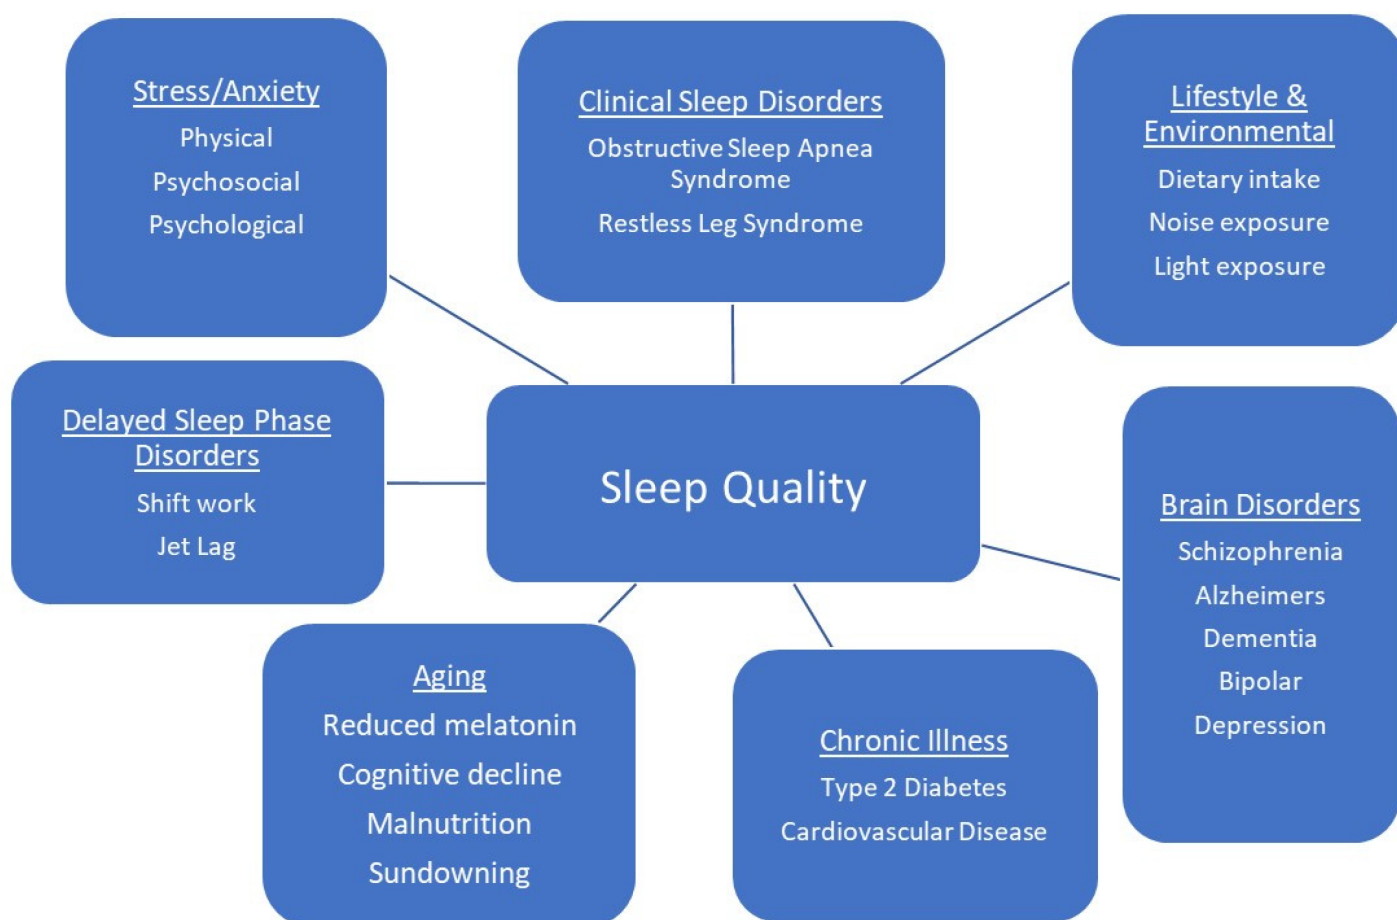 Stress/Anxiety
Physical
Psychosocial
Psychological
Clinical Sleep Disorders
Obstructive Sleep Apnea
Syndrome
Restless Leg Syndrome
Lifestyle &
Environmental
Dietary intake
Noise exposure
Light exposure
Delayed Sleep Phase
Disorders
Shift work
Jet Lag
Sleep Quality
Brain Disorders
Schizophrenia
Alzheimers
Dementia
Bipolar
Depression
Aging
Reduced melatonin
Cognitive decline
Malnutrition
Sundowning
Chronic Illness
Type 2 Diabetes
Cardiovascular Disease